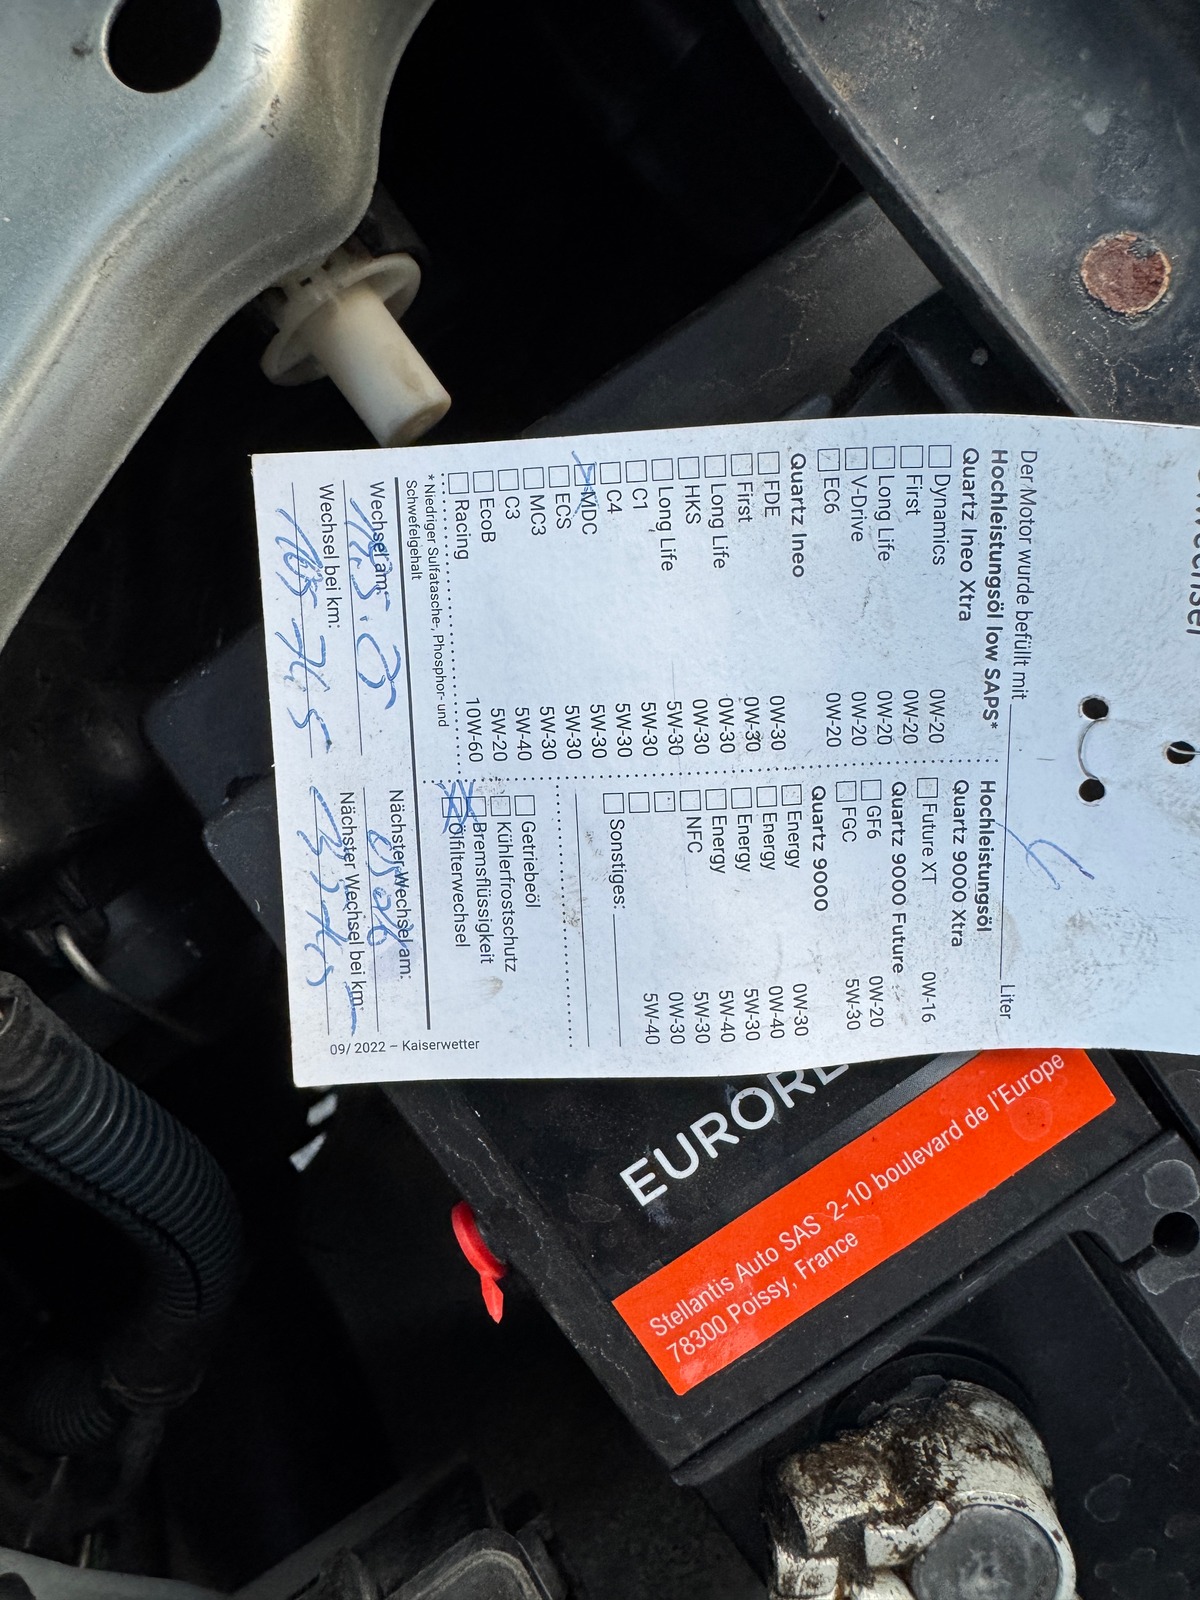 Der Motor wurde befüllt mit Liter
Hochleistungsöl low SAPS*
Quartz Ineo Xtra
Dynamics 0W-20
First 0W-20
Long Life 0W-20
V-Drive 0W-20
EC6 0W-20
Quartz Ineo
FDE 0W-30
First 0W-30
Long Life 0W-30
HKS 0W-30
Long Life 5W-30
C1 5W-30
C4 5W-30
MDC 5W-30
ECS 5W-30
MC3 5W-30
C3 5W-40
EcoB 5W-20
Racing 10W-60
* Niedriger Sulfatasche-, Phosphor- und
Schwefelgehalt
Hochleistungsöl
Quartz 9000 Xtra
Future XT 0W-16
Quartz 9000 Future
GF6 0W-20
FGC 5W-30
Quartz 9000
Energy 0W-30
Energy 0W-40
Energy 5W-30
Energy 5W-40
NFC 5W-30
0W-30
5W-40
Sonstiges:
Getriebeöl
Kühlerfrostschutz
Bremsflüssigkeit
Ölfilterwechsel
Wechsel am:
Wechsel bei km:
Nächster Wechsel am:
Nächster Wechsel bei km:
09/2022 – Kaiserwetter
Stellantis Auto SAS 2-10 boulevard de l'Europe
78300 Poissy, France